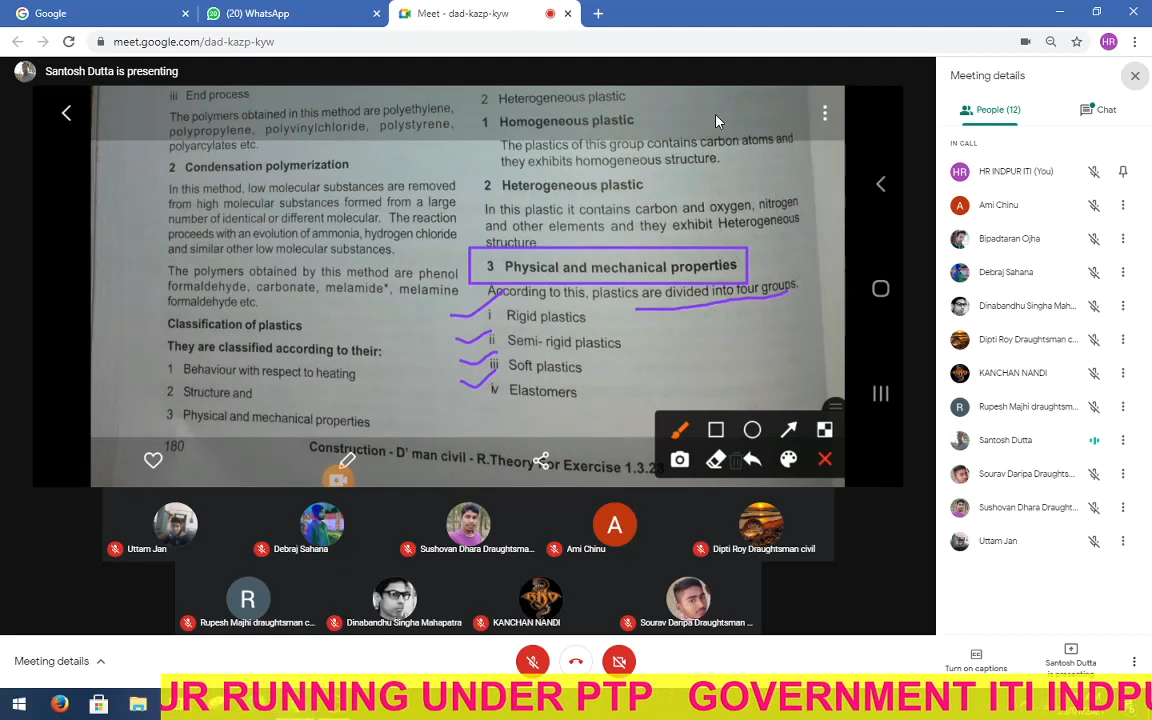 Google
(20) WhatsApp
Meet - dad-kazp-kyw
meet.google.com/dad-kazp-kyw
HR
Santosh Dutta is presenting
iii End process
The polymers obtained in this method are polyethylene,
polypropylene, polyvinylchloride, polystyrene,
polyarcylates etc.
2 Condensation polymerization
In this method, low molecular substances are removed
from high molecular substances formed from a large
number of identical or different molecular. The reaction
proceeds with an evolution of ammonia, hydrogen chloride
and similar other low molecular substances.
The polymers obtained by this method are phenol
formaldehyde, carbonate, melamide*, melamine
formaldehyde etc.
Classification of plastics
They are classified according to their:
1 Behaviour with respect to heating
2 Structure and
3 Physical and mechanical properties
2 Heterogeneous plastic
1 Homogeneous plastic
The plastics of this group contains carbon atoms and
they exhibits homogeneous structure.
2 Heterogeneous plastic
In this plastic it contains carbon and oxygen, nitrogen
and other elements and they exhibit Heterogeneous
structure
3 Physical and mechanical properties
According to this, plastics are divided into four groups.
i Rigid plastics
ii Semi- rigid plastics
iii Soft plastics
iv Elastomers
180
Construction - D' man civil - R.Theory For Exercise 1.3.23
Uttam Jan
Debraj Sahana
Sushovan Dhara Draughtsma...
Ami Chinu
A
Dipti Roy Draughtsman civil
R
Rupesh Majhi draughtsman c...
Dinabandhu Singha Mahapatra
KANCHAN NANDI
Sourav Daripa Draughtsman ...
Meeting details
People (12)
Chat
IN CALL
HR
HR INDPUR ITI (You)
A
Ami Chinu
Bipadtaran Ojha
Debraj Sahana
Dinabandhu Singha Mah...
Dipti Roy Draughtsman c...
KANCHAN NANDI
R
Rupesh Majhi draughtsm...
Santosh Dutta
Sourav Daripa Draughts...
Sushovan Dhara Draught...
Uttam Jan
Meeting details
Turn on captions
Santosh Dutta
is presenting
UR RUNNING UNDER PTP GOVERNMENT ITI INDPU